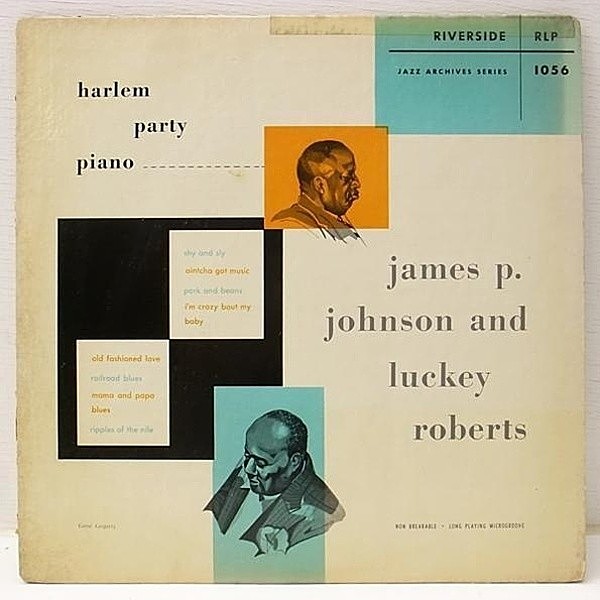 RIVERSIDE RLP
JAZZ ARCHIVES SERIES 1056
harlem
party
piano
shy and sly
aintcha got music
pork and beans
i'm crazy bout my
baby
james p.
johnson and
luckey
roberts
old fashioned love
railroad blues
mama and papa
blues
ripples of the nile
NON BREAKABLE • LONG PLAYING MICROGROOVE